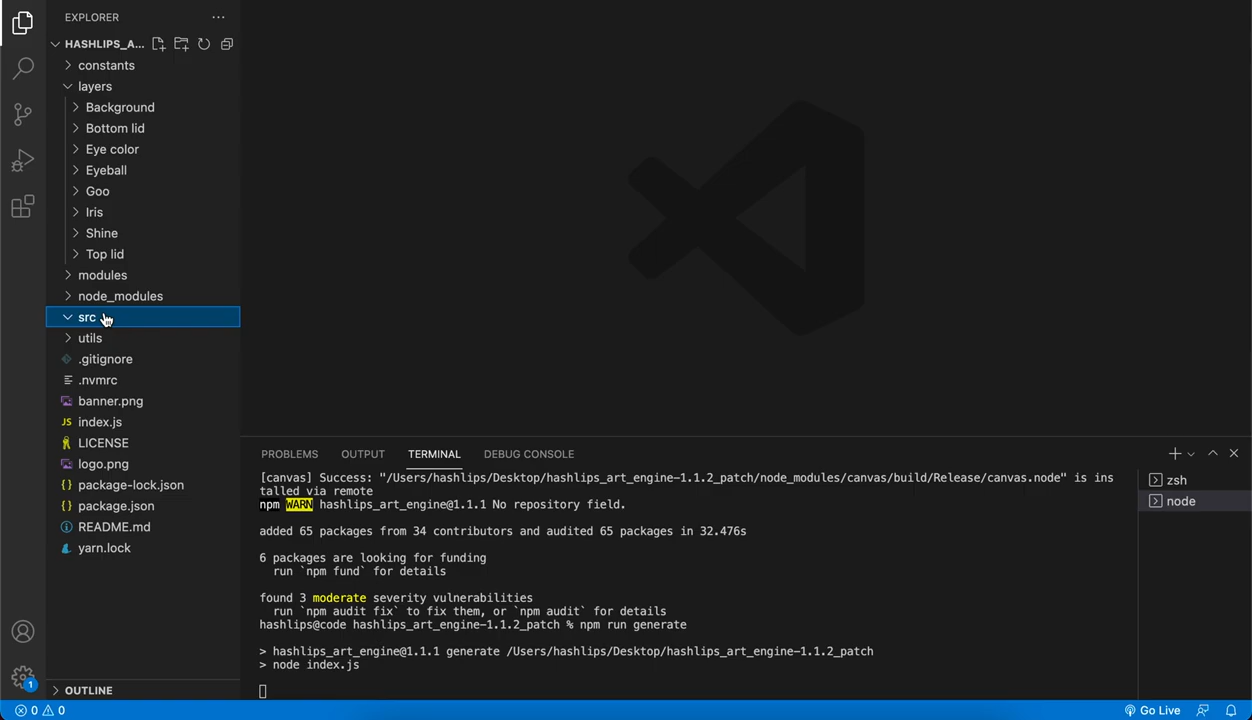 EXPLORER
HASHLIPS_A...
constants
layers
Background
Bottom lid
Eye color
Eyeball
Goo
Iris
Shine
Top lid
modules
node_modules
src
utils
.gitignore
.nvmrc
banner.png
JS index.js
LICENSE
logo.png
{} package-lock.json
{} package.json
README.md
yarn.lock
OUTLINE
PROBLEMS OUTPUT TERMINAL DEBUG CONSOLE
[canvas] Success: "/Users/hashlips/Desktop/hashlips_art_engine-1.1.2_patch/node_modules/canvas/build/Release/canvas.node" is ins
talled via remote
npm WARN hashlips_art_engine@1.1.1 No repository field.
added 65 packages from 34 contributors and audited 65 packages in 32.476s
6 packages are looking for funding
run `npm fund` for details
found 3 moderate severity vulnerabilities
run `npm audit fix` to fix them, or `npm audit` for details
hashlips@code hashlips_art_engine-1.1.2_patch % npm run generate
> hashlips_art_engine@1.1.1 generate /Users/hashlips/Desktop/hashlips_art_engine-1.1.2_patch
> node index.js
zsh
node
1
0 0
Go Live